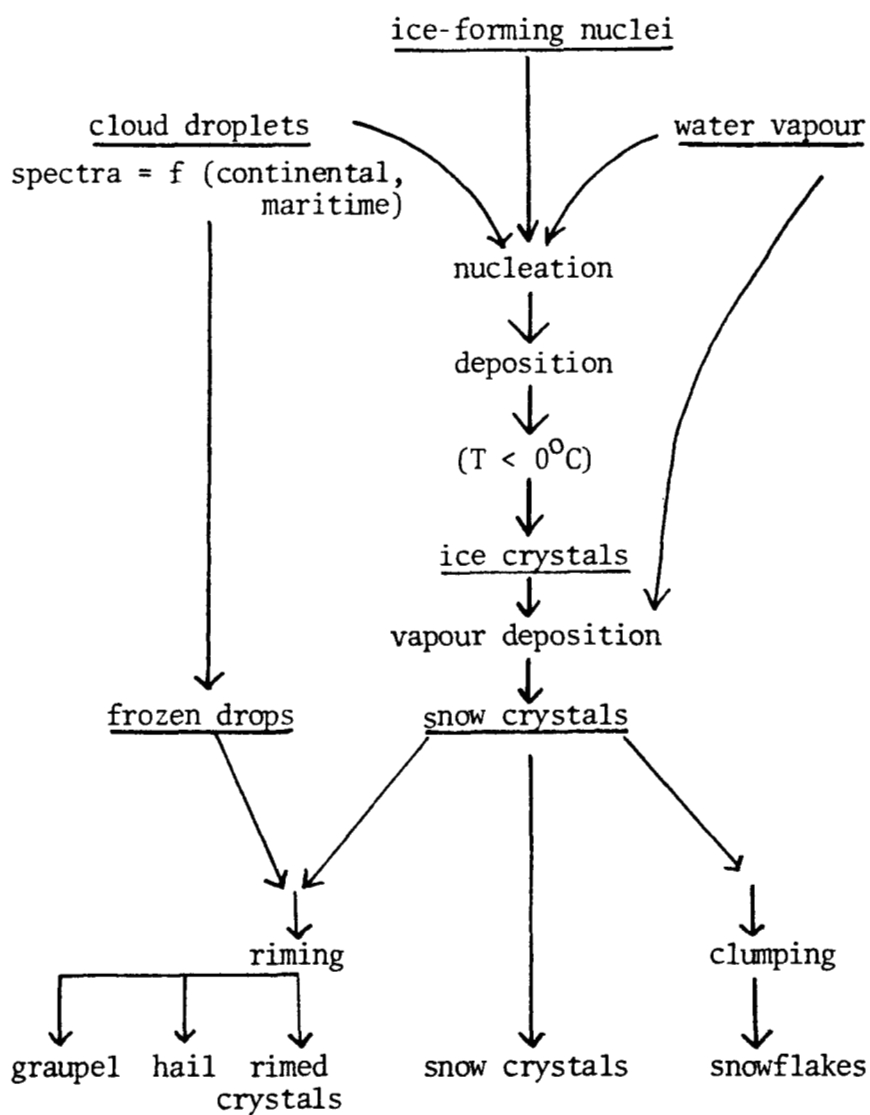 ice-forming nuclei
cloud droplets
water vapour
spectra = f (continental,
maritime)
nucleation
deposition
(T < 0°C)
ice crystals
vapour deposition
frozen drops
snow crystals
riming
clumping
graupel
hail
rimed
crystals
snow crystals
snowflakes